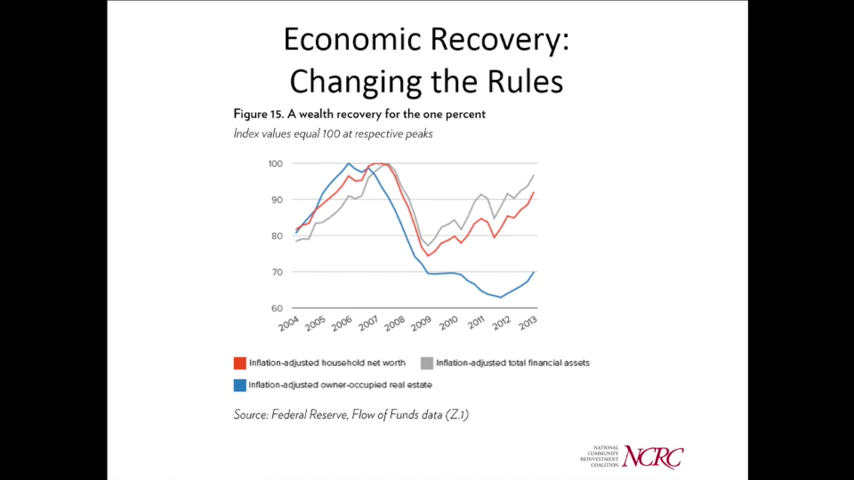 Economic Recovery:
Changing the Rules
Figure 15. A wealth recovery for the one percent
Index values equal 100 at respective peaks
100
90
80
70
60
2004 2005 2006 2007 2008 2009 2010 2011 2012 2013
Inflation-adjusted household net worth Inflation-adjusted total financial assets
Inflation-adjusted owner-occupied real estate
Source: Federal Reserve, Flow of Funds data (Z.1)
NATIONAL
COMMUNITY
REINVESTMENT
COALITION
NCRC